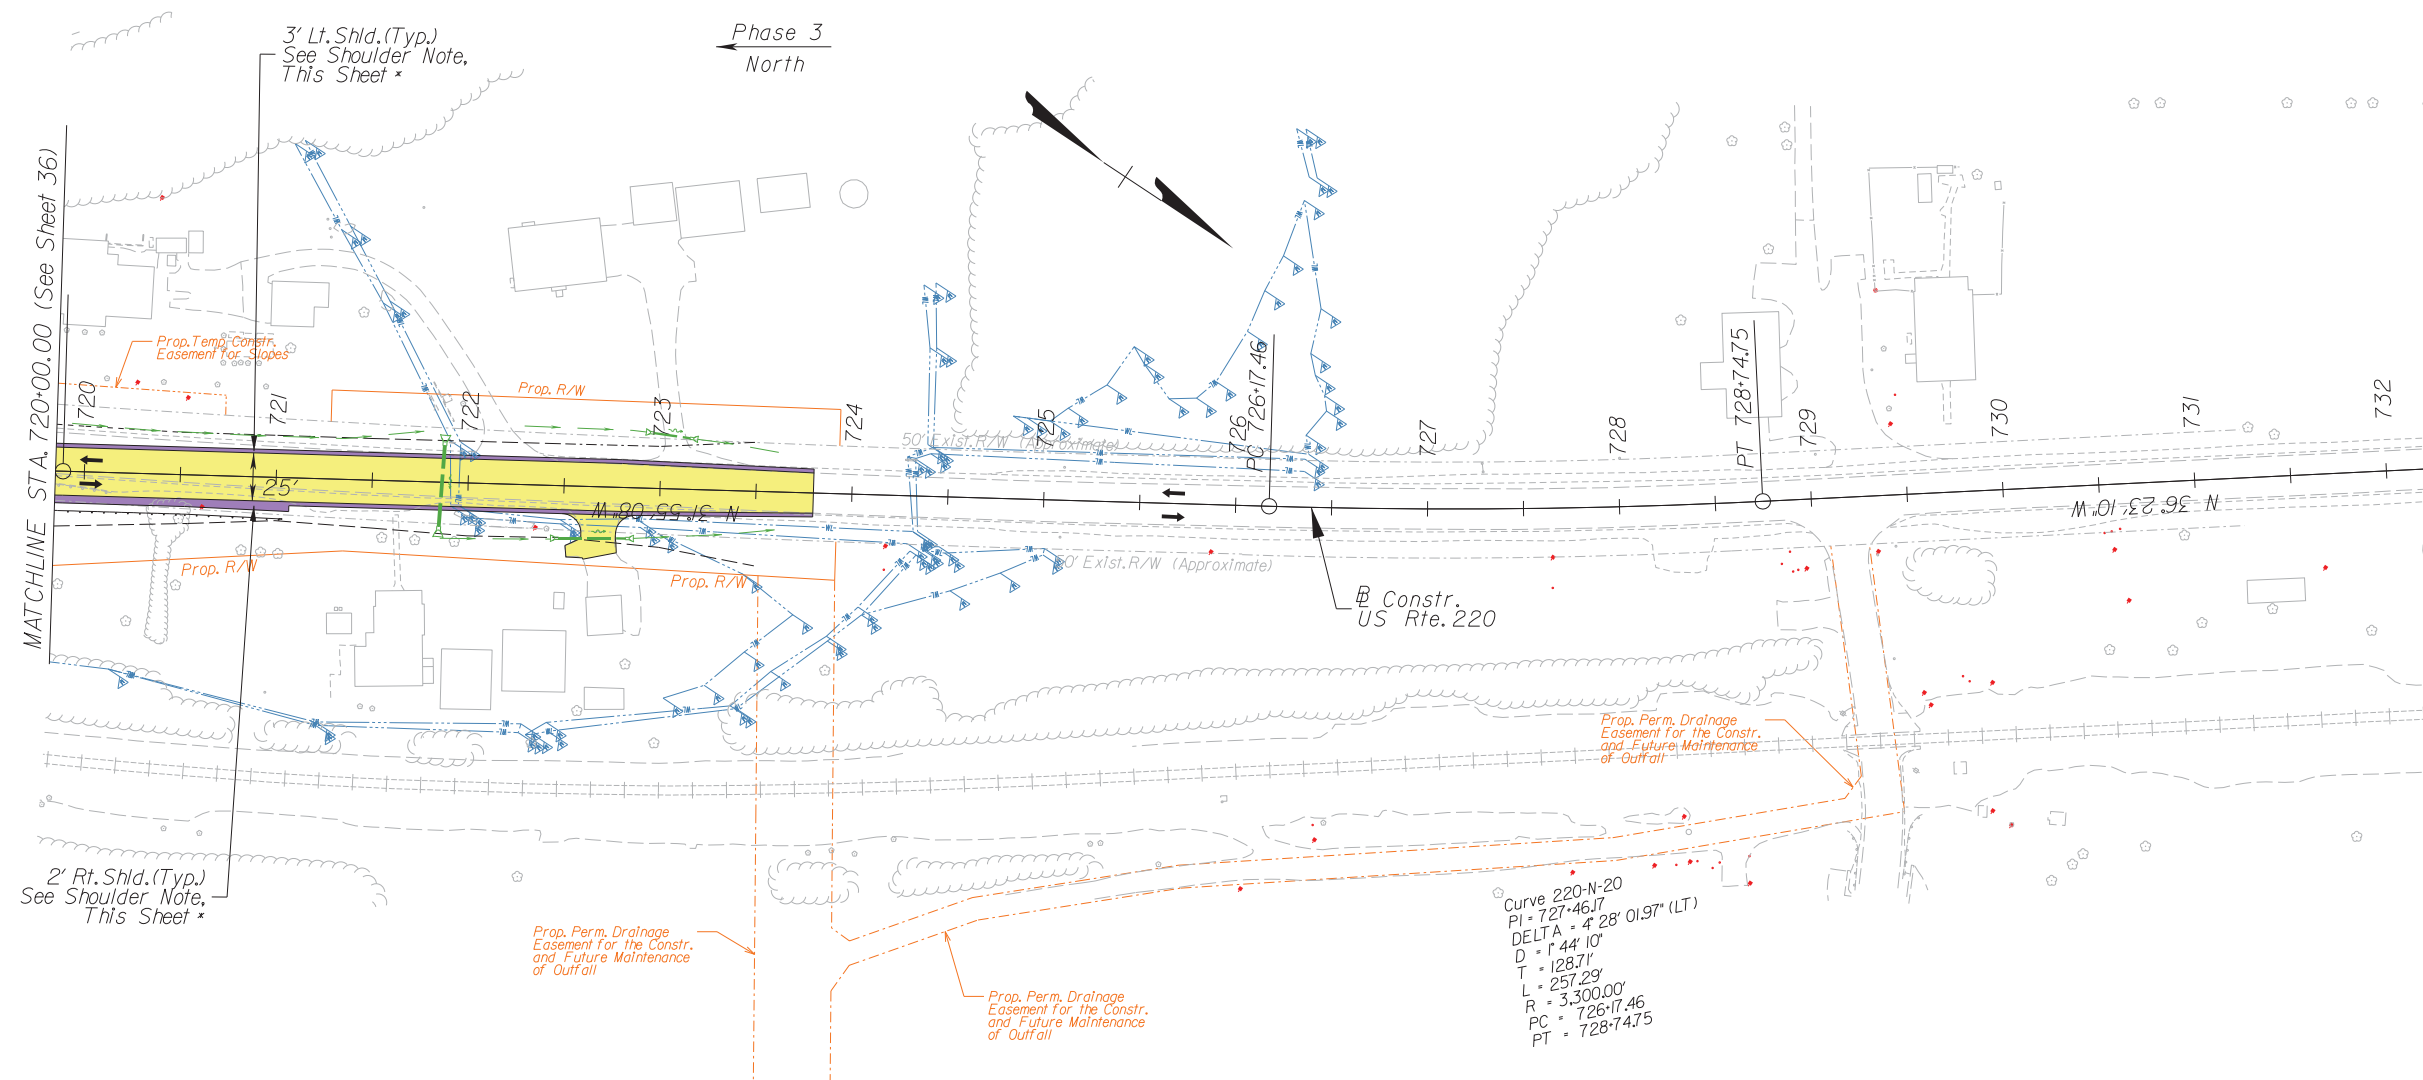 3' Lt. Shld. (Typ.)
See Shoulder Note,
This Sheet *
Phase 3
North
MATCHLINE STA. 720+00.00 (See Sheet 36)
Prop. Temp. Constr.
Easement for Slopes
Prop. R/W
720
721
722
723
724
725
726
727
728
729
730
731
732
PC 726+17.46
PT 728+74.75
50' Exist. R/W (Approximate)
25'
N 31° 55' 08" W
N 36° 23' 10" W
Prop. R/W
Prop. R/W
0' Exist. R/W (Approximate)
B Constr.
US Rte. 220
Prop. Perm. Drainage
Easement for the Constr.
and Future Maintenance
of Outfall
2' Rt. Shld. (Typ.)
See Shoulder Note,
This Sheet *
Prop. Perm. Drainage
Easement for the Constr.
and Future Maintenance
of Outfall
Prop. Perm. Drainage
Easement for the Constr.
and Future Maintenance
of Outfall
Curve 220-N-20
PI = 727+46.17
DELTA = 4° 28' 01.97" (LT)
D = 1° 44' 10"
T = 128.71'
L = 257.29'
R = 3,300.00'
PC = 726+17.46
PT = 728+74.75